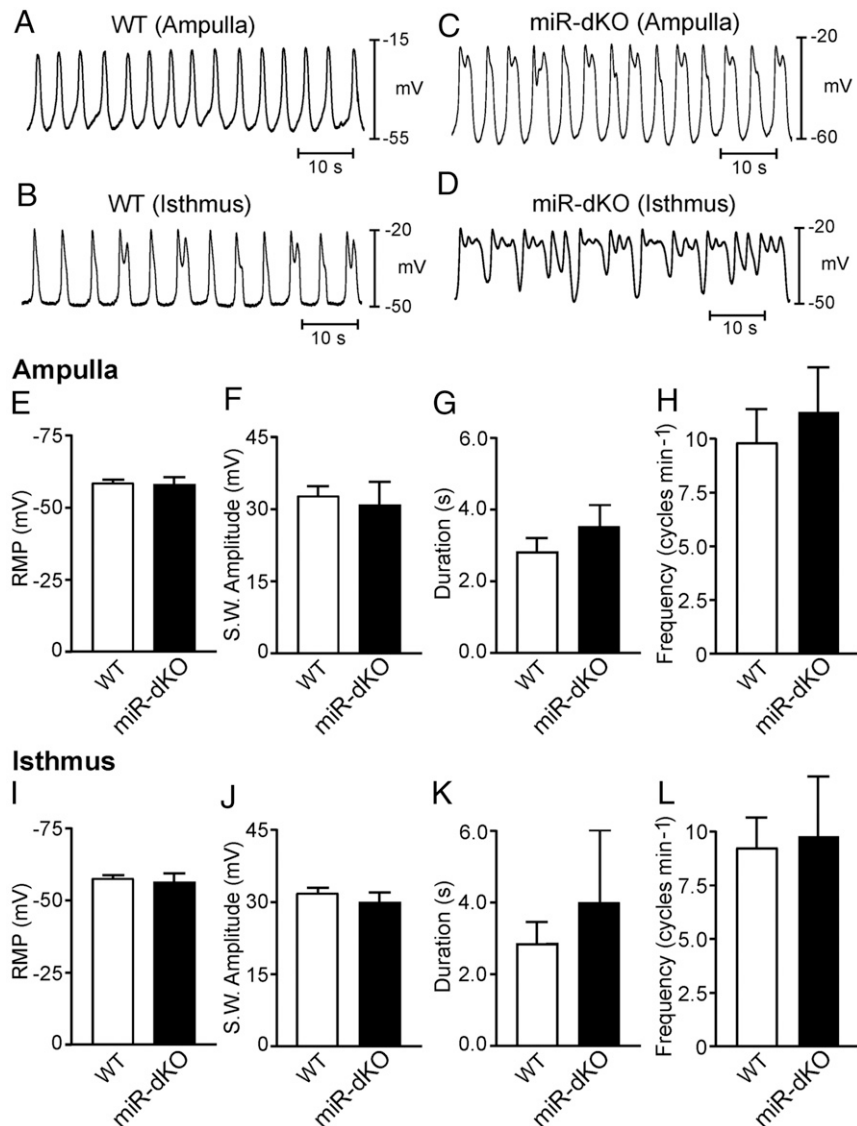 A
WT (Ampulla)
-15
mV
-55
10 s
C
miR-dKO (Ampulla)
-20
mV
-60
10 s
B
WT (Isthmus)
-20
mV
-50
10 s
D
miR-dKO (Isthmus)
-20
mV
-50
10 s
Ampulla
E
RMP (mV)
-75
-50
-25
0
WT
miR-dKO
F
S.W. Amplitude (mV)
45
30
15
0
WT
miR-dKO
G
Duration (s)
6.0
4.0
2.0
0.0
WT
miR-dKO
H
Frequency (cycles min-1)
10
7.5
5.0
2.5
0
WT
miR-dKO
Isthmus
I
RMP (mV)
-75
-50
-25
0
WT
miR-dKO
J
S.W. Amplitude (mV)
45
30
15
0
WT
miR-dKO
K
Duration (s)
6.0
4.0
2.0
0.0
WT
miR-dKO
L
Frequency (cycles min-1)
10
7.5
5.0
2.5
0
WT
miR-dKO